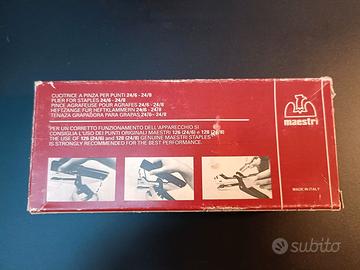 CUCITRICE A PINZA PER PUNTI 24/6 - 24/8
PLIER FOR STAPLES 24/6 - 24/8
PINCE AGRAFEUSE POUR AGRAFES 24/6 - 24/8
HEFTZANGE FÜR HEFTKLAMMERN 24/6 - 24/8
TENAZA GRAPADORA PARA GRAPAS 24/6 - 24/8
maestri
PER UN CORRETTO FUNZIONAMENTO DELL'APPARECCHIO SI
CONSIGLIA L'USO DEI PUNTI ORIGINALI MAESTRI 126 (24/6) e 128 (24/8)
THE USE OF 126 (24/6) and 128 (24/8) GENUINE MAESTRI STAPLES
IS STRONGLY RECOMMENDED FOR THE BEST PERFORMANCE.
MADE IN ITALY
subito